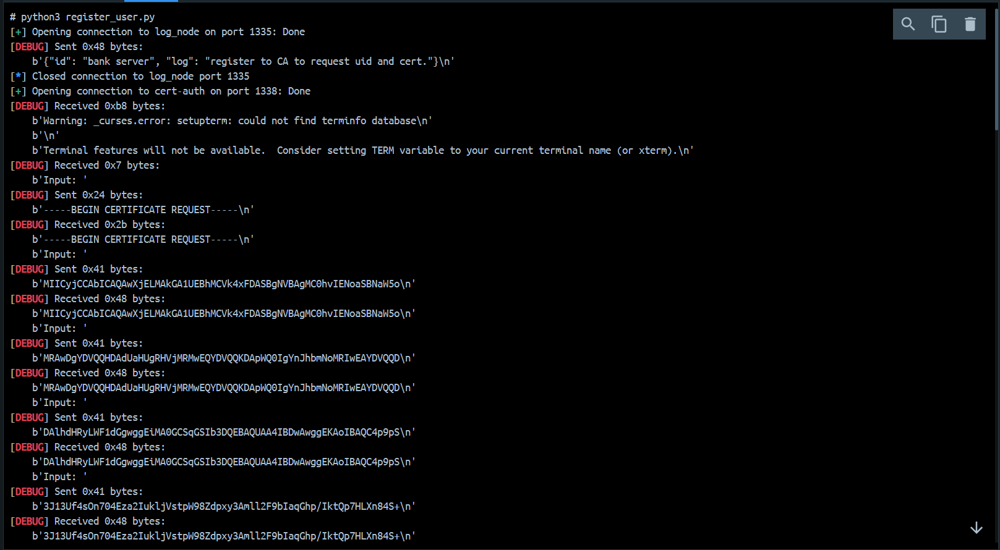 # python3 register_user.py
[+] Opening connection to log_node on port 1335: Done
[DEBUG] Sent 0x48 bytes:
    b'{"id": "bank server", "log": "register to CA to request uid and cert."}\n'
[*] Closed connection to log_node port 1335
[+] Opening connection to cert-auth on port 1338: Done
[DEBUG] Received 0xb8 bytes:
    b'Warning: _curses.error: setupterm: could not find terminfo database\n'
    b'\n'
    b'Terminal features will not be available.  Consider setting TERM variable to your current terminal name (or xterm).\n'
[DEBUG] Received 0x7 bytes:
    b'Input: '
[DEBUG] Sent 0x24 bytes:
    b'-----BEGIN CERTIFICATE REQUEST-----\n'
[DEBUG] Received 0x2b bytes:
    b'-----BEGIN CERTIFICATE REQUEST-----\n'
    b'Input: '
[DEBUG] Sent 0x41 bytes:
    b'MIICyjCCAbICAQAwXjELMAkGA1UEBhMCVk4xFDASBgNVBAgMC0hvIENoaSBNaW5o\n'
[DEBUG] Received 0x48 bytes:
    b'MIICyjCCAbICAQAwXjELMAkGA1UEBhMCVk4xFDASBgNVBAgMC0hvIENoaSBNaW5o\n'
    b'Input: '
[DEBUG] Sent 0x41 bytes:
    b'MRAwDgYDVQQHDAdUaHUgRHVjMRMwEQYDVQQKDApWQ0IgYnJhbmNoMRIwEAYDVQQD\n'
[DEBUG] Received 0x48 bytes:
    b'MRAwDgYDVQQHDAdUaHUgRHVjMRMwEQYDVQQKDApWQ0IgYnJhbmNoMRIwEAYDVQQD\n'
    b'Input: '
[DEBUG] Sent 0x41 bytes:
    b'DAlhdHRyLWF1dGgwggEiMA0GCSqGSIb3DQEBAQUAA4IBDwAwggEKAoIBAQC4p9pS\n'
[DEBUG] Received 0x48 bytes:
    b'DAlhdHRyLWF1dGgwggEiMA0GCSqGSIb3DQEBAQUAA4IBDwAwggEKAoIBAQC4p9pS\n'
    b'Input: '
[DEBUG] Sent 0x41 bytes:
    b'3J13Uf4sOn704Eza2IukljVstpW98Zdpxy3Amll2F9bIaqGhp/IktQp7HLXn84S+\n'
[DEBUG] Received 0x48 bytes:
    b'3J13Uf4sOn704Eza2IukljVstpW98Zdpxy3Amll2F9bIaqGhp/IktQp7HLXn84S+\n'